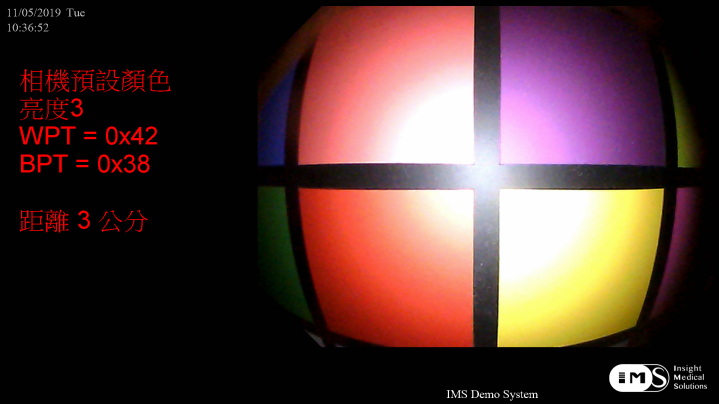 11/05/2019 Tue
10:36:52
相機預設顏色
亮度3
WPT = 0x42
BPT = 0x38
距離 3 公分
IMS Demo System
iMS
Insight
Medical
Solutions